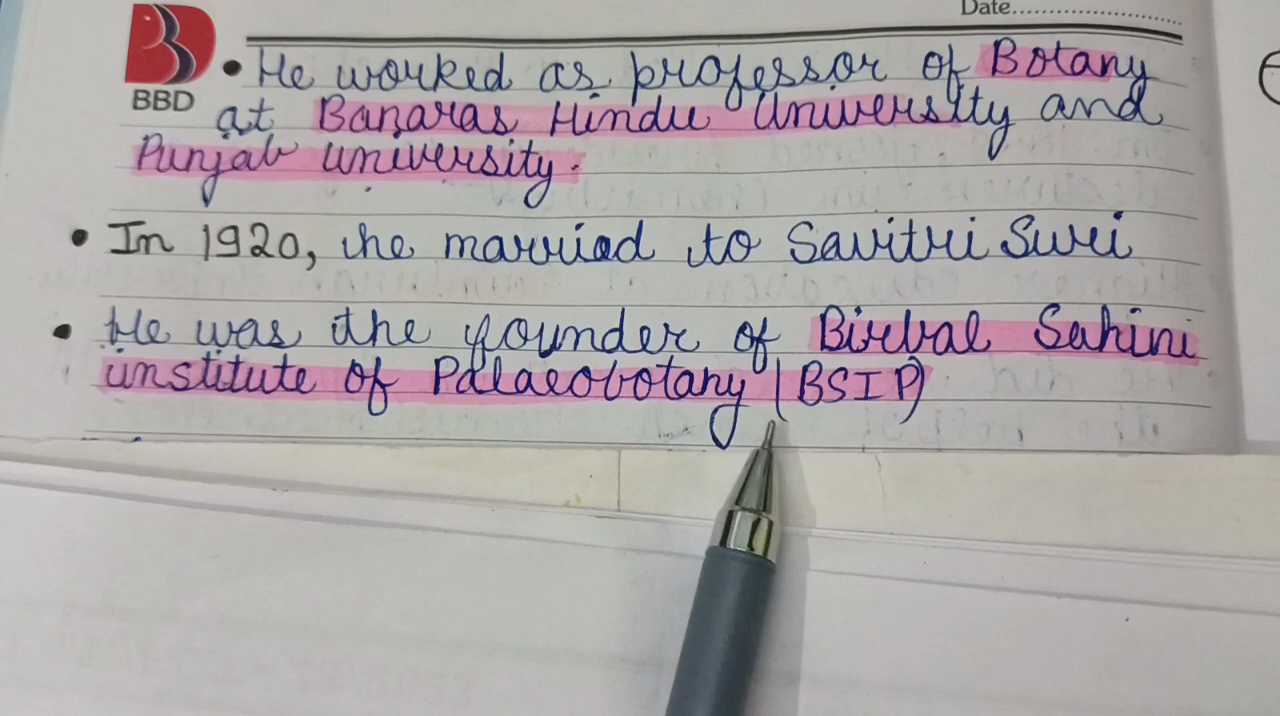 Date
BBD
• He worked as professor of Botany
at Banaras Hindu University and
Punjab university.
• In 1920, he married to Savitri Suri
• He was the founder of Birbal Sahini
institute of Palaeobotany (BSIP)